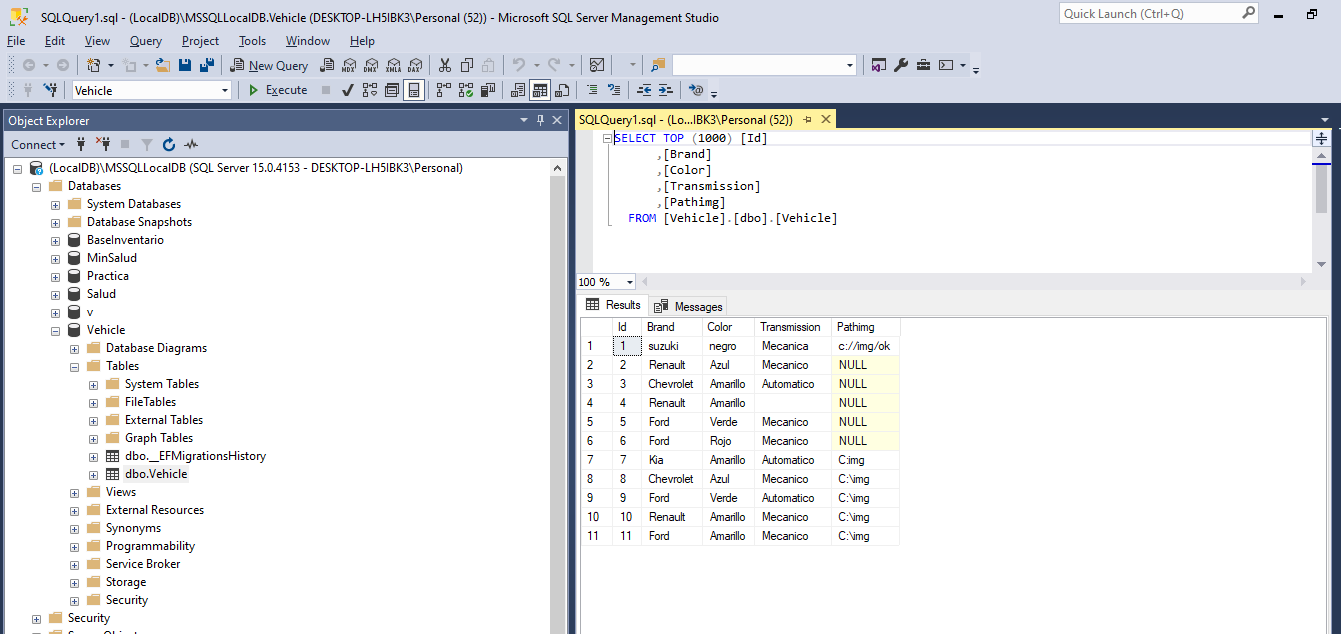 SQLQuery1.sql - (LocalDB)\MSSQLLocalDB.Vehicle (DESKTOP-LH5IBK3\Personal (52)) - Microsoft SQL Server Management Studio
Quick Launch (Ctrl+Q)
File Edit View Query Project Tools Window Help
New Query MDX DMX XMLA DAX
Vehicle Execute
Object Explorer
Connect
(LocalDB)\MSSQLLocalDB (SQL Server 15.0.4153 - DESKTOP-LH5IBK3\Personal)
Databases
System Databases
Database Snapshots
BaseInventario
MinSalud
Practica
Salud
v
Vehicle
Database Diagrams
Tables
System Tables
FileTables
External Tables
Graph Tables
dbo.__EFMigrationsHistory
dbo.Vehicle
Views
External Resources
Synonyms
Programmability
Service Broker
Storage
Security
Security
SQLQuery1.sql - (Lo...IBK3\Personal (52))
SELECT TOP (1000) [Id]
,[Brand]
,[Color]
,[Transmission]
,[Pathimg]
FROM [Vehicle].[dbo].[Vehicle]
100 %
Results Messages
Id Brand Color Transmission Pathimg
1 1 suzuki negro Mecanica c://img/ok
2 2 Renault Azul Mecanico NULL
3 3 Chevrolet Amarillo Automatico NULL
4 4 Renault Amarillo NULL
5 5 Ford Verde Mecanico NULL
6 6 Ford Rojo Mecanico NULL
7 7 Kia Amarillo Automatico C:img
8 8 Chevrolet Azul Mecanico C:\img
9 9 Ford Verde Automatico C:\img
10 10 Renault Amarillo Mecanico C:\img
11 11 Ford Amarillo Mecanico C:\img